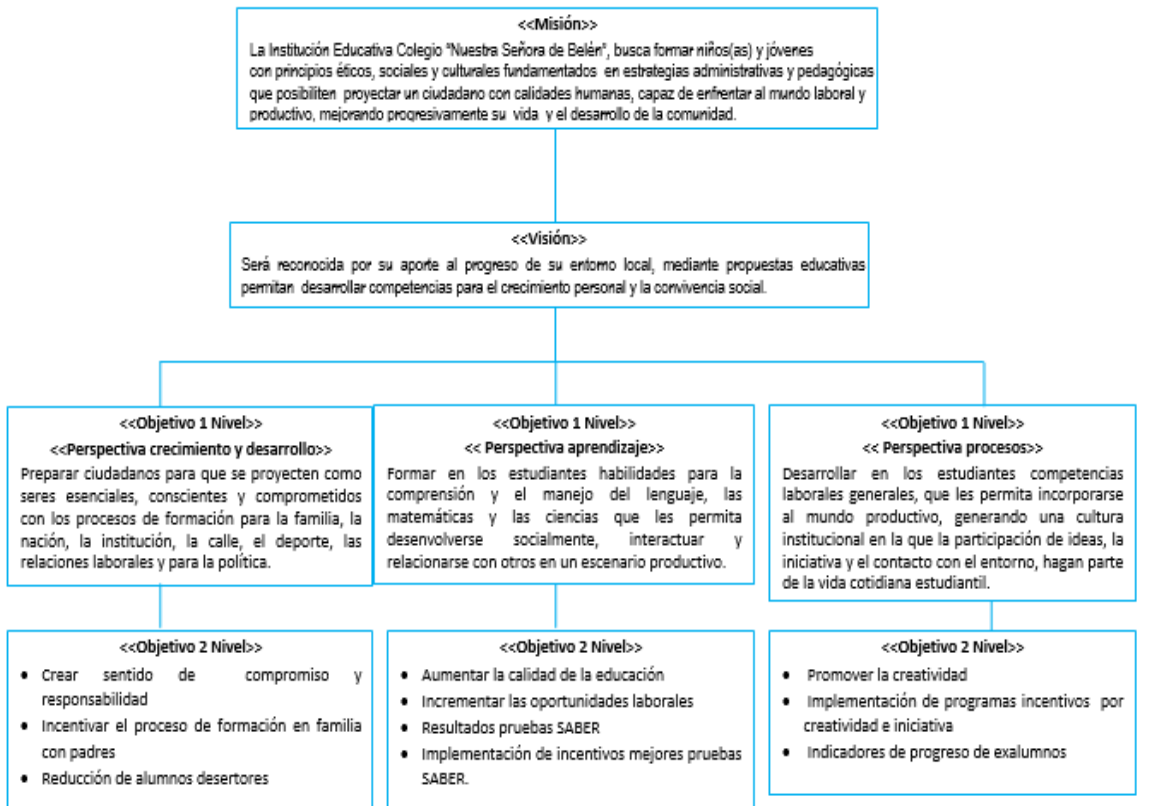 <<Misión>>
La Institución Educativa Colegio "Nuestra Señora de Belén", busca formar niños(as) y jóvenes
con principios éticos, sociales y culturales fundamentados en estrategias administrativas y pedagógicas
que posibiliten proyectar un ciudadano con calidades humanas, capaz de enfrentar al mundo laboral y
productivo, mejorando progresivamente su vida y el desarrollo de la comunidad.
<<Visión>>
Será reconocida por su aporte al progreso de su entorno local, mediante propuestas educativas
permitan desarrollar competencias para el crecimiento personal y la convivencia social.
<<Objetivo 1 Nivel>>
<<Perspectiva crecimiento y desarrollo>>
Preparar ciudadanos para que se proyecten como
seres esenciales, conscientes y comprometidos
con los procesos de formación para la familia, la
nación, la institución, la calle, el deporte, las
relaciones laborales y para la política.
<<Objetivo 1 Nivel>>
<< Perspectiva aprendizaje>>
Formar en los estudiantes habilidades para la
comprensión y el manejo del lenguaje, las
matemáticas y las ciencias que les permita
desenvolverse socialmente, interactuar y
relacionarse con otros en un escenario productivo.
<<Objetivo 1 Nivel>>
<< Perspectiva procesos>>
Desarrollar en los estudiantes competencias
laborales generales, que les permita incorporarse
al mundo productivo, generando una cultura
institucional en la que la participación de ideas, la
iniciativa y el contacto con el entorno, hagan parte
de la vida cotidiana estudiantil.
<<Objetivo 2 Nivel>>
• Crear sentido de compromiso y
responsabilidad
• Incentivar el proceso de formación en familia
con padres
• Reducción de alumnos desertores
<<Objetivo 2 Nivel>>
• Aumentar la calidad de la educación
• Incrementar las oportunidades laborales
• Resultados pruebas SABER
• Implementación de incentivos mejores pruebas
SABER.
<<Objetivo 2 Nivel>>
• Promover la creatividad
• Implementación de programas incentivos por
creatividad e iniciativa
• Indicadores de progreso de exalumnos